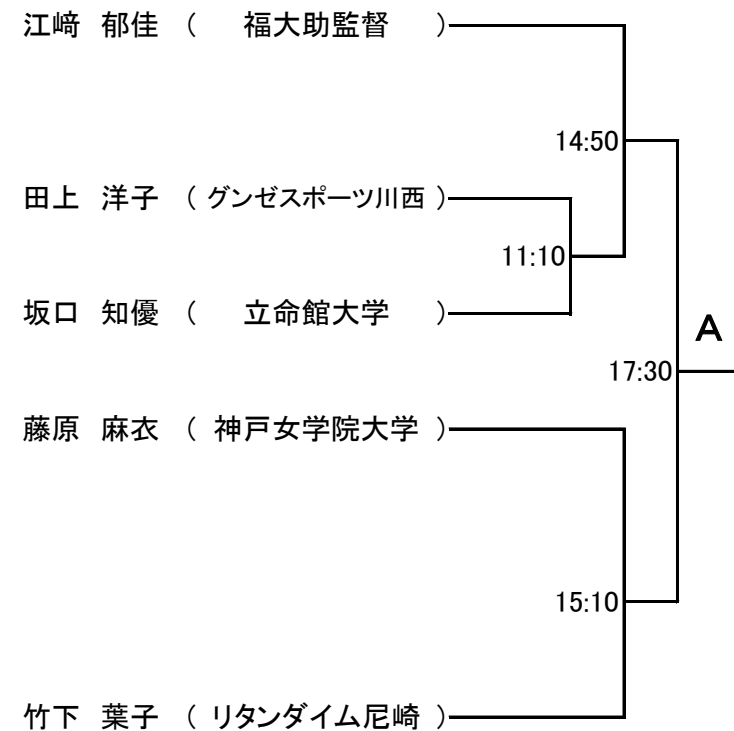 江﨑 郁佳 ( 福大助監督 )
14:50
田上 洋子 ( グンゼスポーツ川西 )
11:10
坂口 知優 ( 立命館大学 )
A
17:30
藤原 麻衣 ( 神戸女学院大学 )
15:10
竹下 葉子 ( リタンダイム尼崎 )